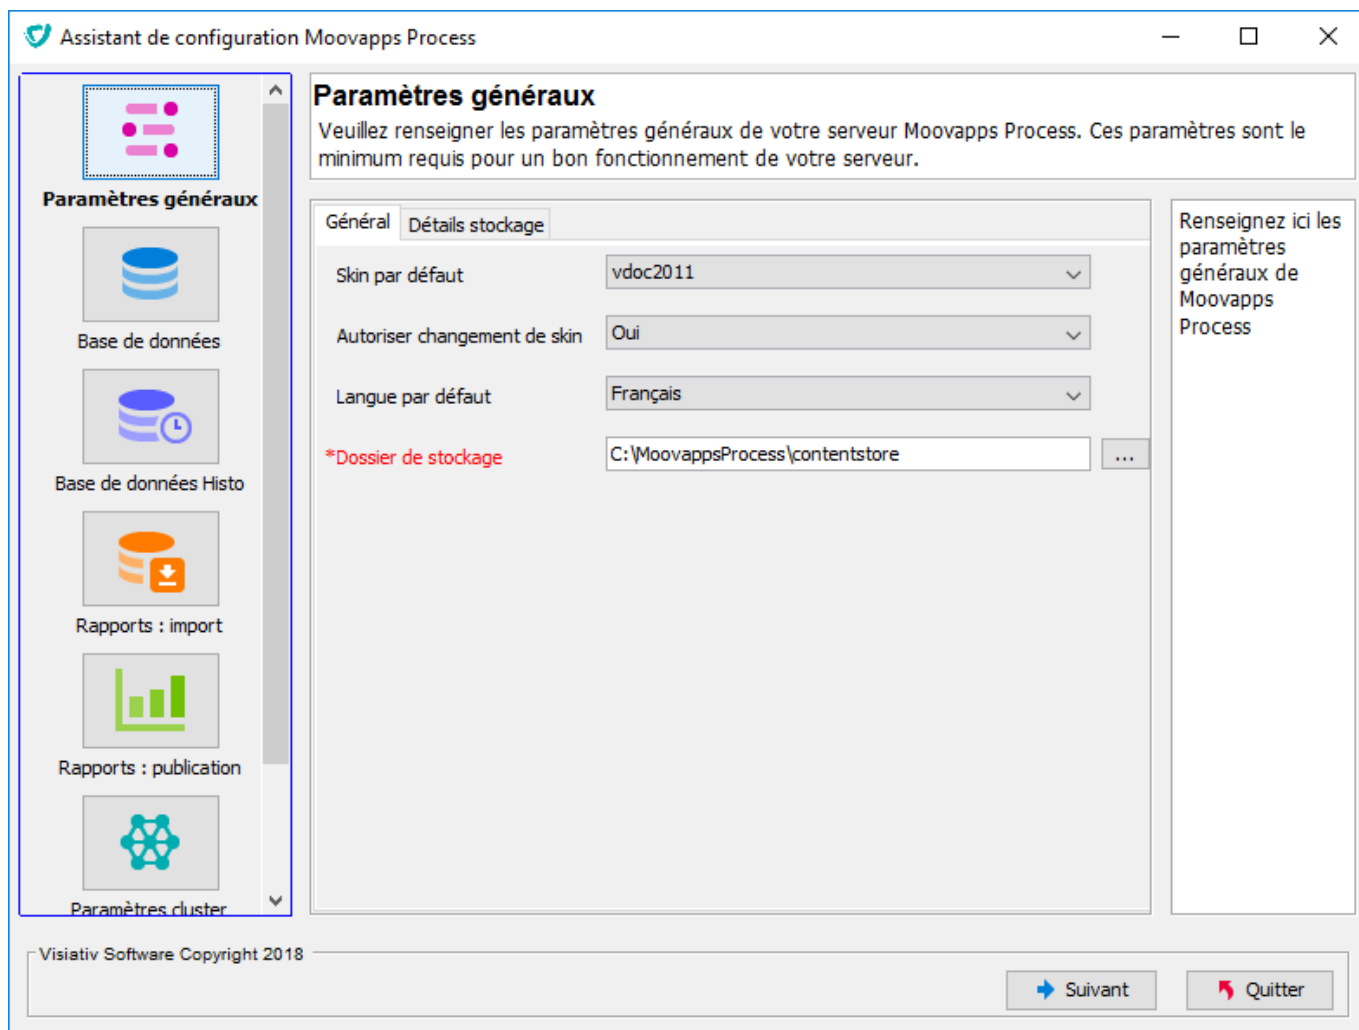 Assistant de configuration Moovapps Process
Paramètres généraux
Base de données
Base de données Histo
Rapports : import
Rapports : publication
Paramètres cluster
Paramètres généraux
Veuillez renseigner les paramètres généraux de votre serveur Moovapps Process. Ces paramètres sont le
minimum requis pour un bon fonctionnement de votre serveur.
Général
Détails stockage
Skin par défaut
vdoc2011
Autoriser changement de skin
Oui
Langue par défaut
Français
*Dossier de stockage
C:\MoovappsProcess\contentstore
...
Renseignez ici les
paramètres
généraux de
Moovapps
Process
Visiativ Software Copyright 2018
Suivant
Quitter